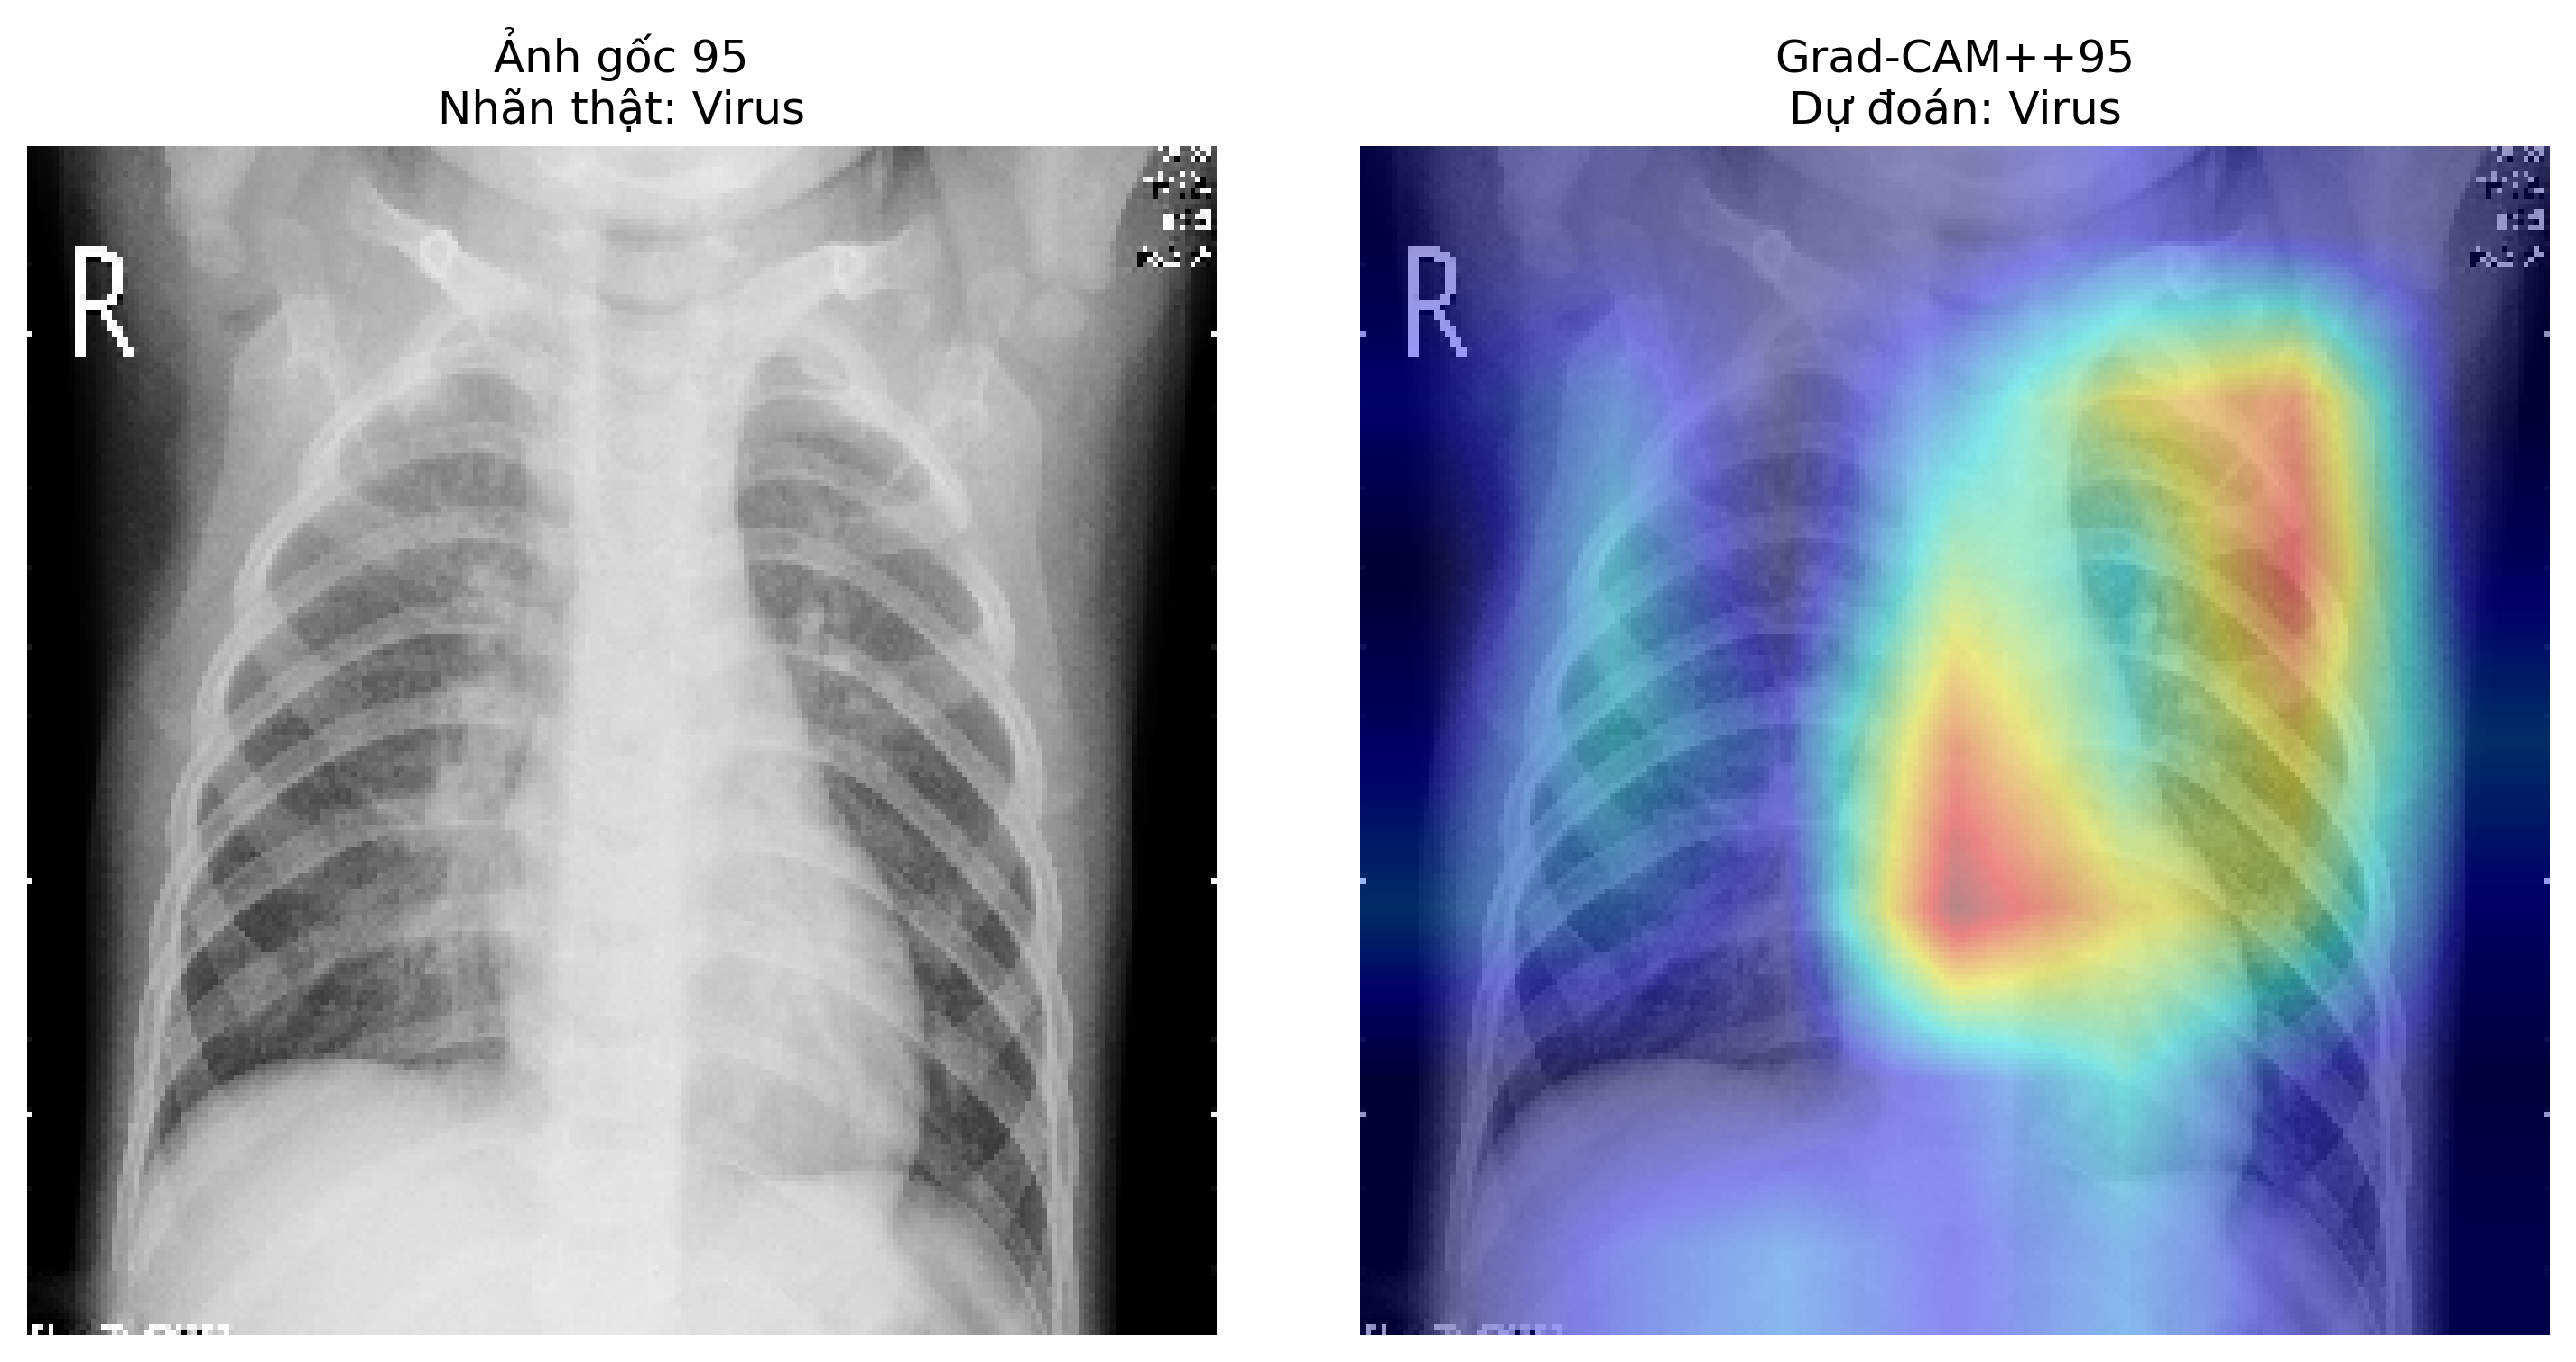 Ảnh gốc 95
Nhãn thật: Virus
Grad-CAM++95
Dự đoán: Virus
R
R